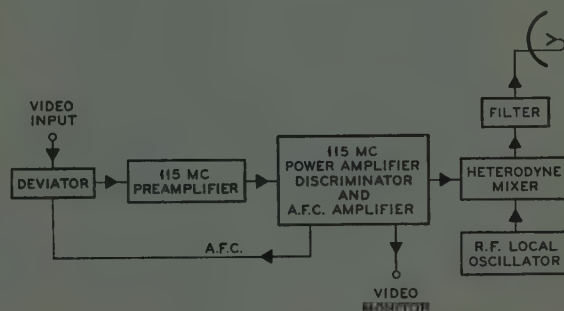 VIDEO
INPUT
DEVIATOR
115 MC
PREAMPLIFIER
115 MC
POWER AMPLIFIER
DISCRIMINATOR
AND
A.F.C. AMPLIFIER
HETERODYNE
MIXER
FILTER
R.F. LOCAL
OSCILLATOR
A.F.C.
VIDEO
MONITOR